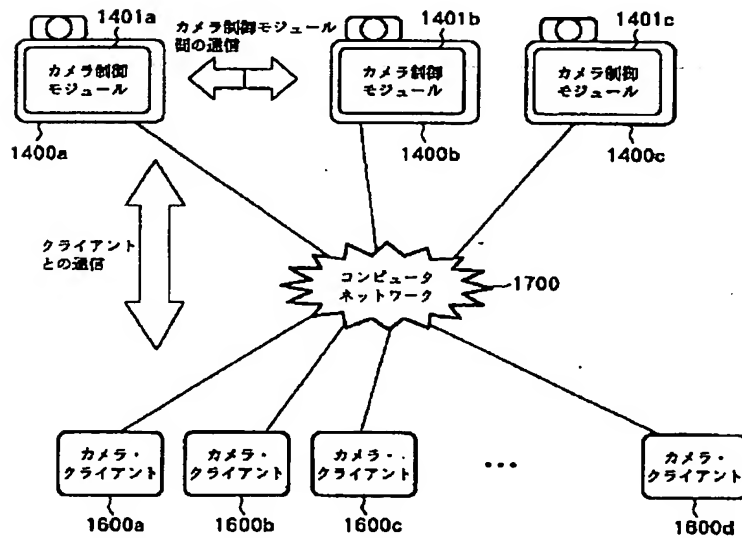 1401a
カメラ制御モジュール
間の通信
1401b
1401c
カメラ制御
モジュール
カメラ制御
モジュール
カメラ制御
モジュール
1400a
1400b
1400c
クライアント
との通信
コンピュータ
ネットワーク
1700
カメラ・
クライアント
カメラ・
クライアント
カメラ・
クライアント
...
カメラ・
クライアント
1600a
1600b
1600c
1600d